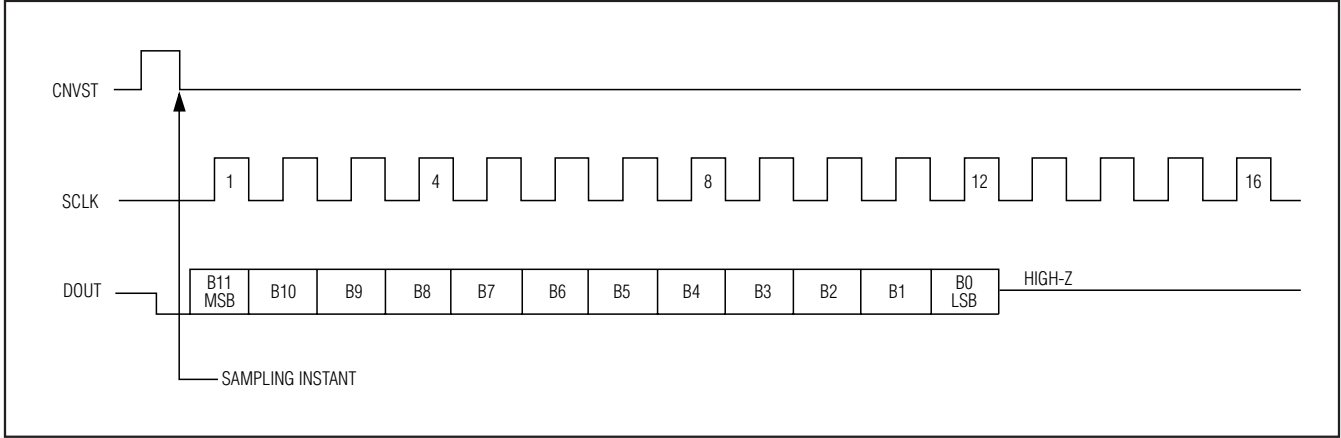 CNVST
1 4 8 12 16
SCLK
DOUT
B11
MSB
B10
B9
B8
B7
B6
B5
B4
B3
B2
B1
B0
LSB
HIGH-Z
SAMPLING INSTANT